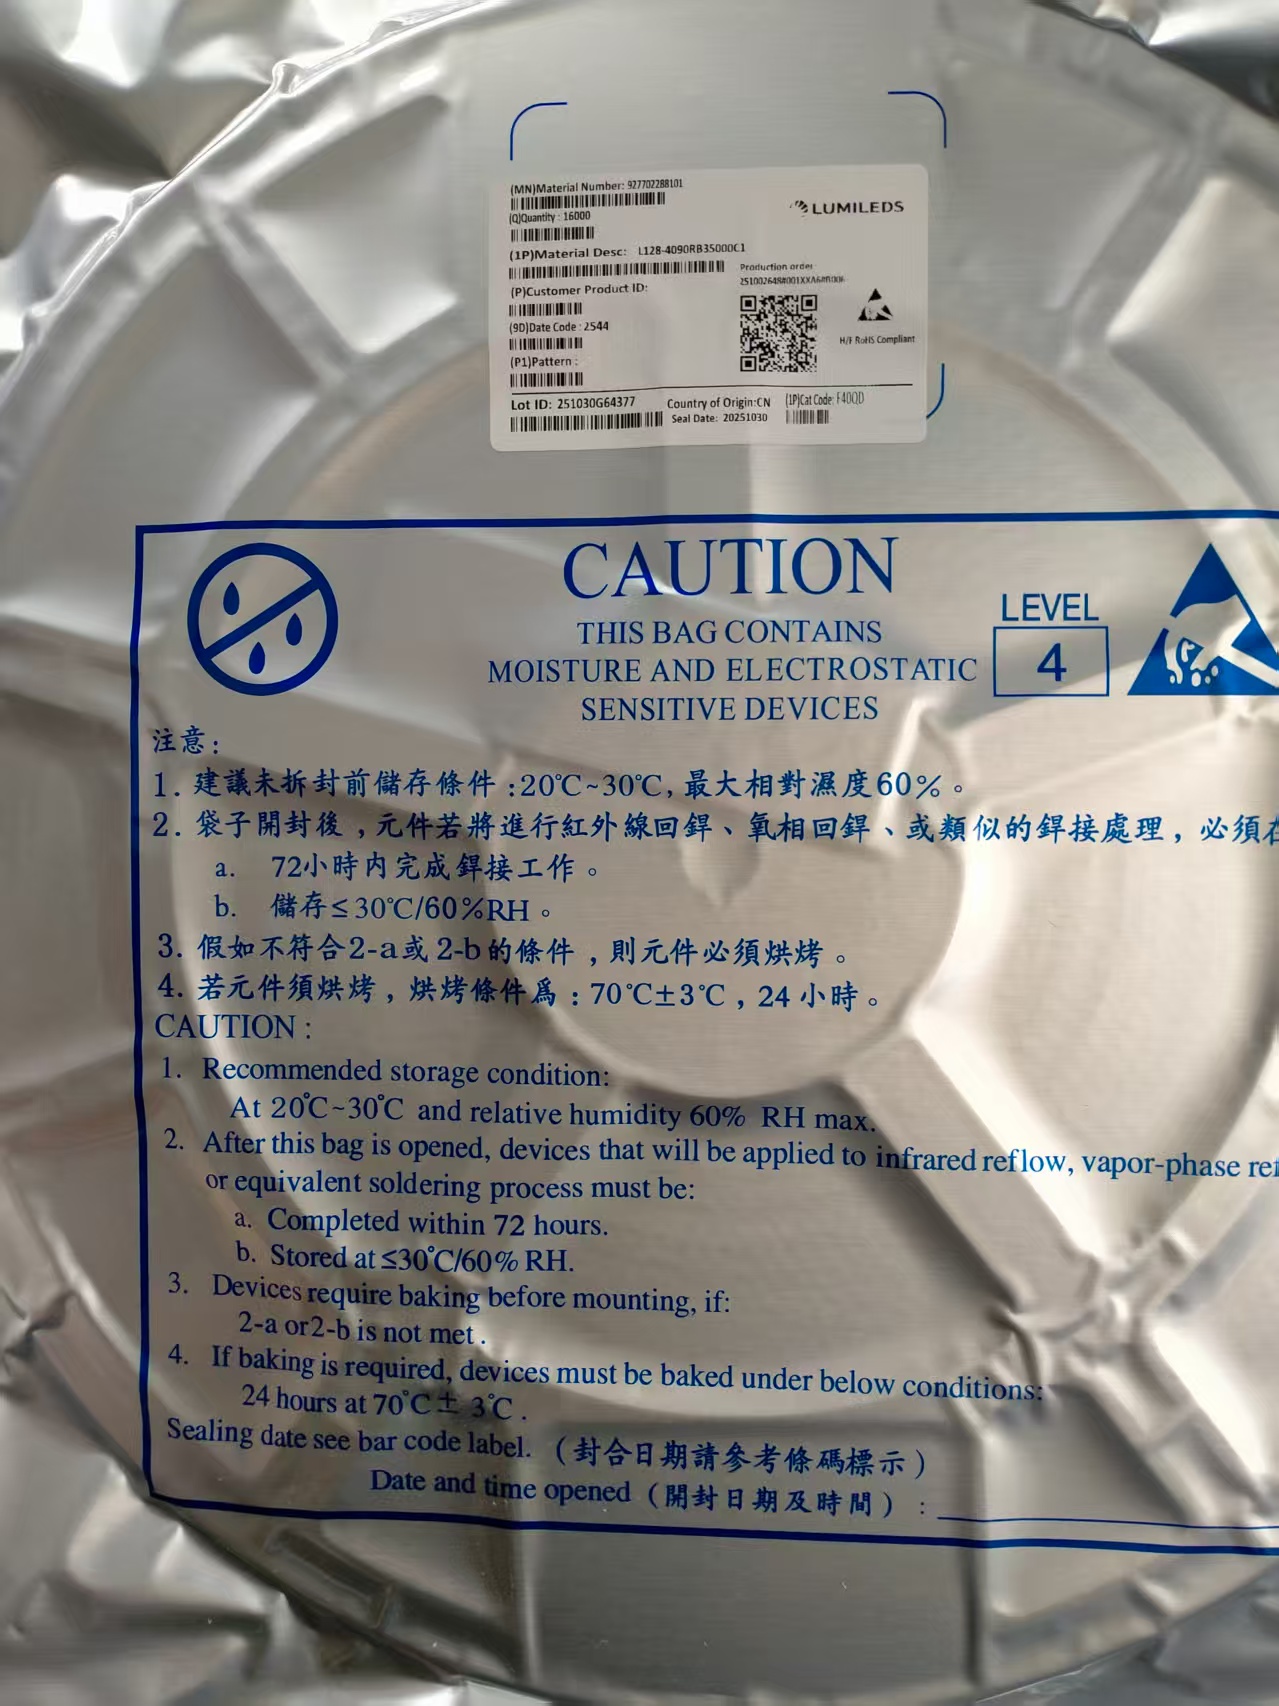 (MN)Material Number: 927702288101
LUMILEDS
(Q)Quantity : 16000
(1P)Material Desc: L128-4090RB35000C1
Production order
(P)Customer Product ID:
(9D)Date Code : 2544
H/F RoHS Compliant
(P1)Pattern :
Lot ID: 251030G64377
Country of Origin:CN
(1P)Cat Code: F40QD
Seal Date: 20251030
CAUTION
THIS BAG CONTAINS
MOISTURE AND ELECTROSTATIC
SENSITIVE DEVICES
LEVEL
4
注意:
1. 建議未拆封前儲存條件:20℃~30℃,最大相對濕度60%。
2. 袋子開封後,元件若將進行紅外線回銲、氧相回銲、或類似的銲接處理,必須在
a. 72小時内完成銲接工作。
b. 儲存≤30℃/60%RH。
3. 假如不符合2-a或2-b的條件,則元件必須烘烤。
4. 若元件須烘烤,烘烤條件爲:70℃±3℃,24小時。
CAUTION :
1. Recommended storage condition:
At 20℃~30℃ and relative humidity 60% RH max.
2. After this bag is opened, devices that will be applied to infrared reflow, vapor-phase
or equivalent soldering process must be:
a. Completed within 72 hours.
b. Stored at ≤30℃/60% RH.
3. Devices require baking before mounting, if:
2-a or2-b is not met .
4. If baking is required, devices must be baked under below conditions:
24 hours at 70℃ ± 3℃ .
Sealing date see bar code label. (封合日期請參考條碼標示)
Date and time opened (開封日期及時間) :